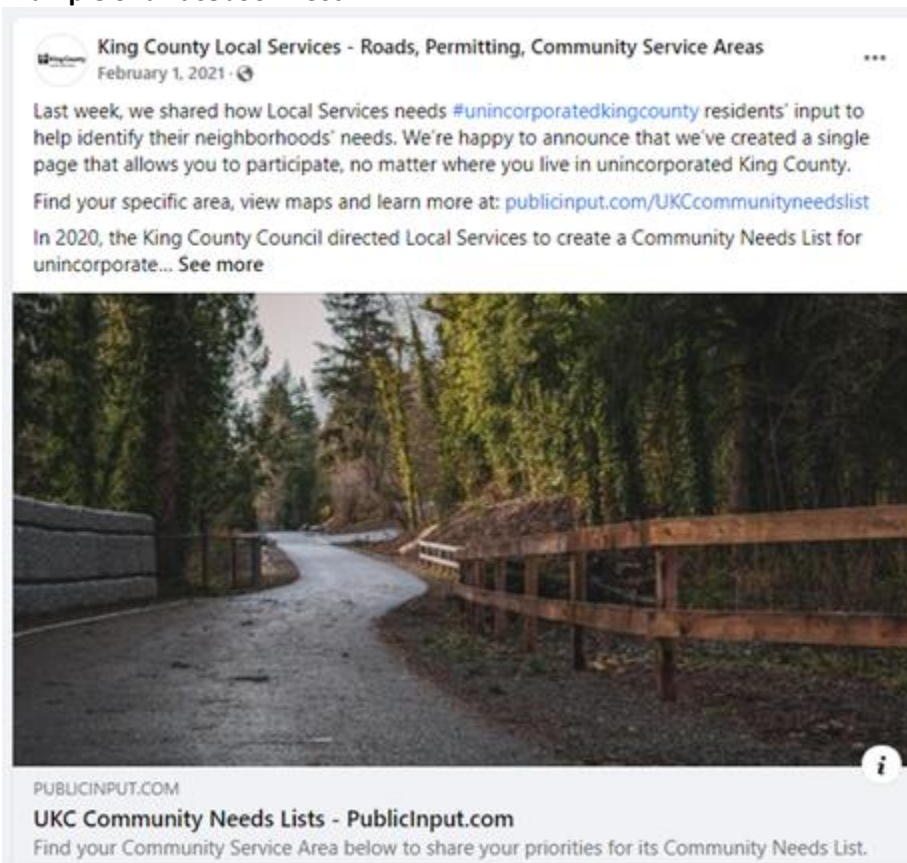 King County Local Services - Roads, Permitting, Community Service Areas
February 1, 2021 ·
Last week, we shared how Local Services needs #unincorporatedkingcounty residents' input to
help identify their neighborhoods' needs. We're happy to announce that we've created a single
page that allows you to participate, no matter where you live in unincorporated King County.
Find your specific area, view maps and learn more at: publicinput.com/UKCcommunityneedslist
In 2020, the King County Council directed Local Services to create a Community Needs List for
unincorporate... See more
i
PUBLICINPUT.COM
UKC Community Needs Lists - PublicInput.com
Find your Community Service Area below to share your priorities for its Community Needs List.